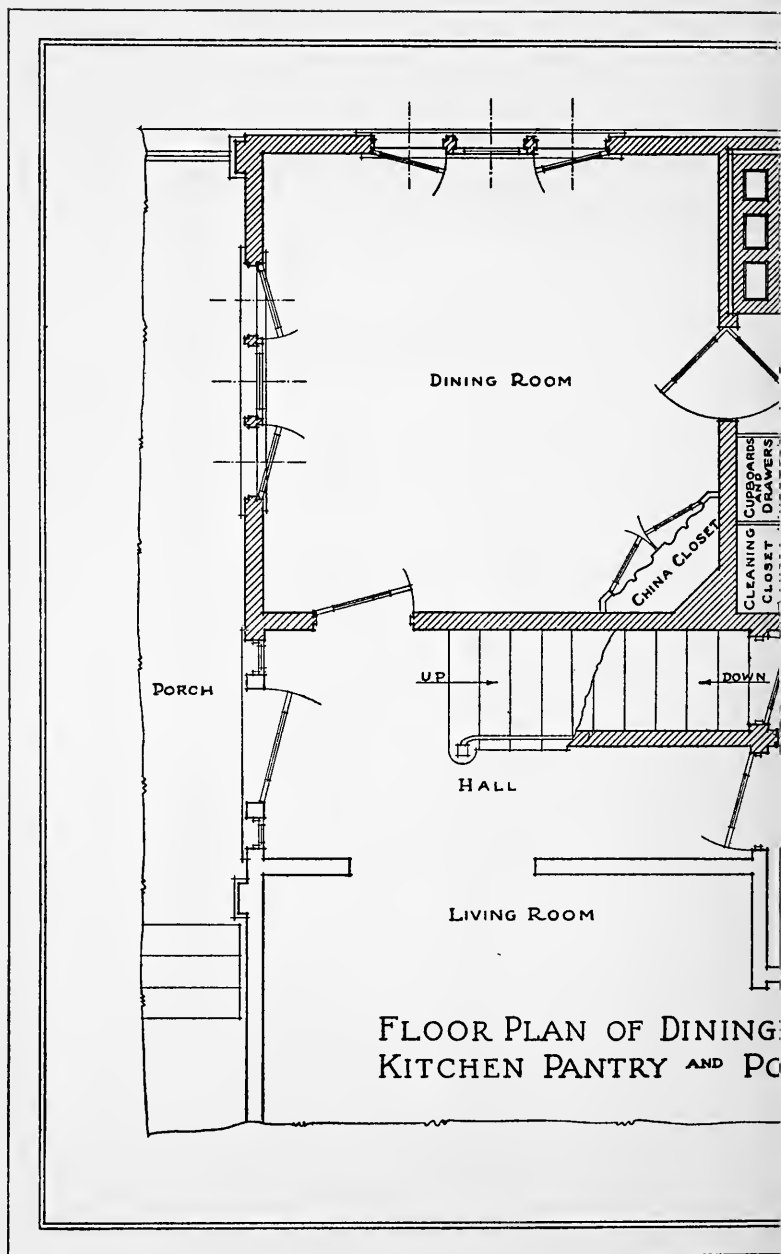 DINING ROOM
CUPBOARDS
AND
DRAWERS
CLEANING
CLOSET
CHINA CLOSET
PORCH
UP
DOWN
HALL
LIVING ROOM
FLOOR PLAN OF DINING
KITCHEN PANTRY AND